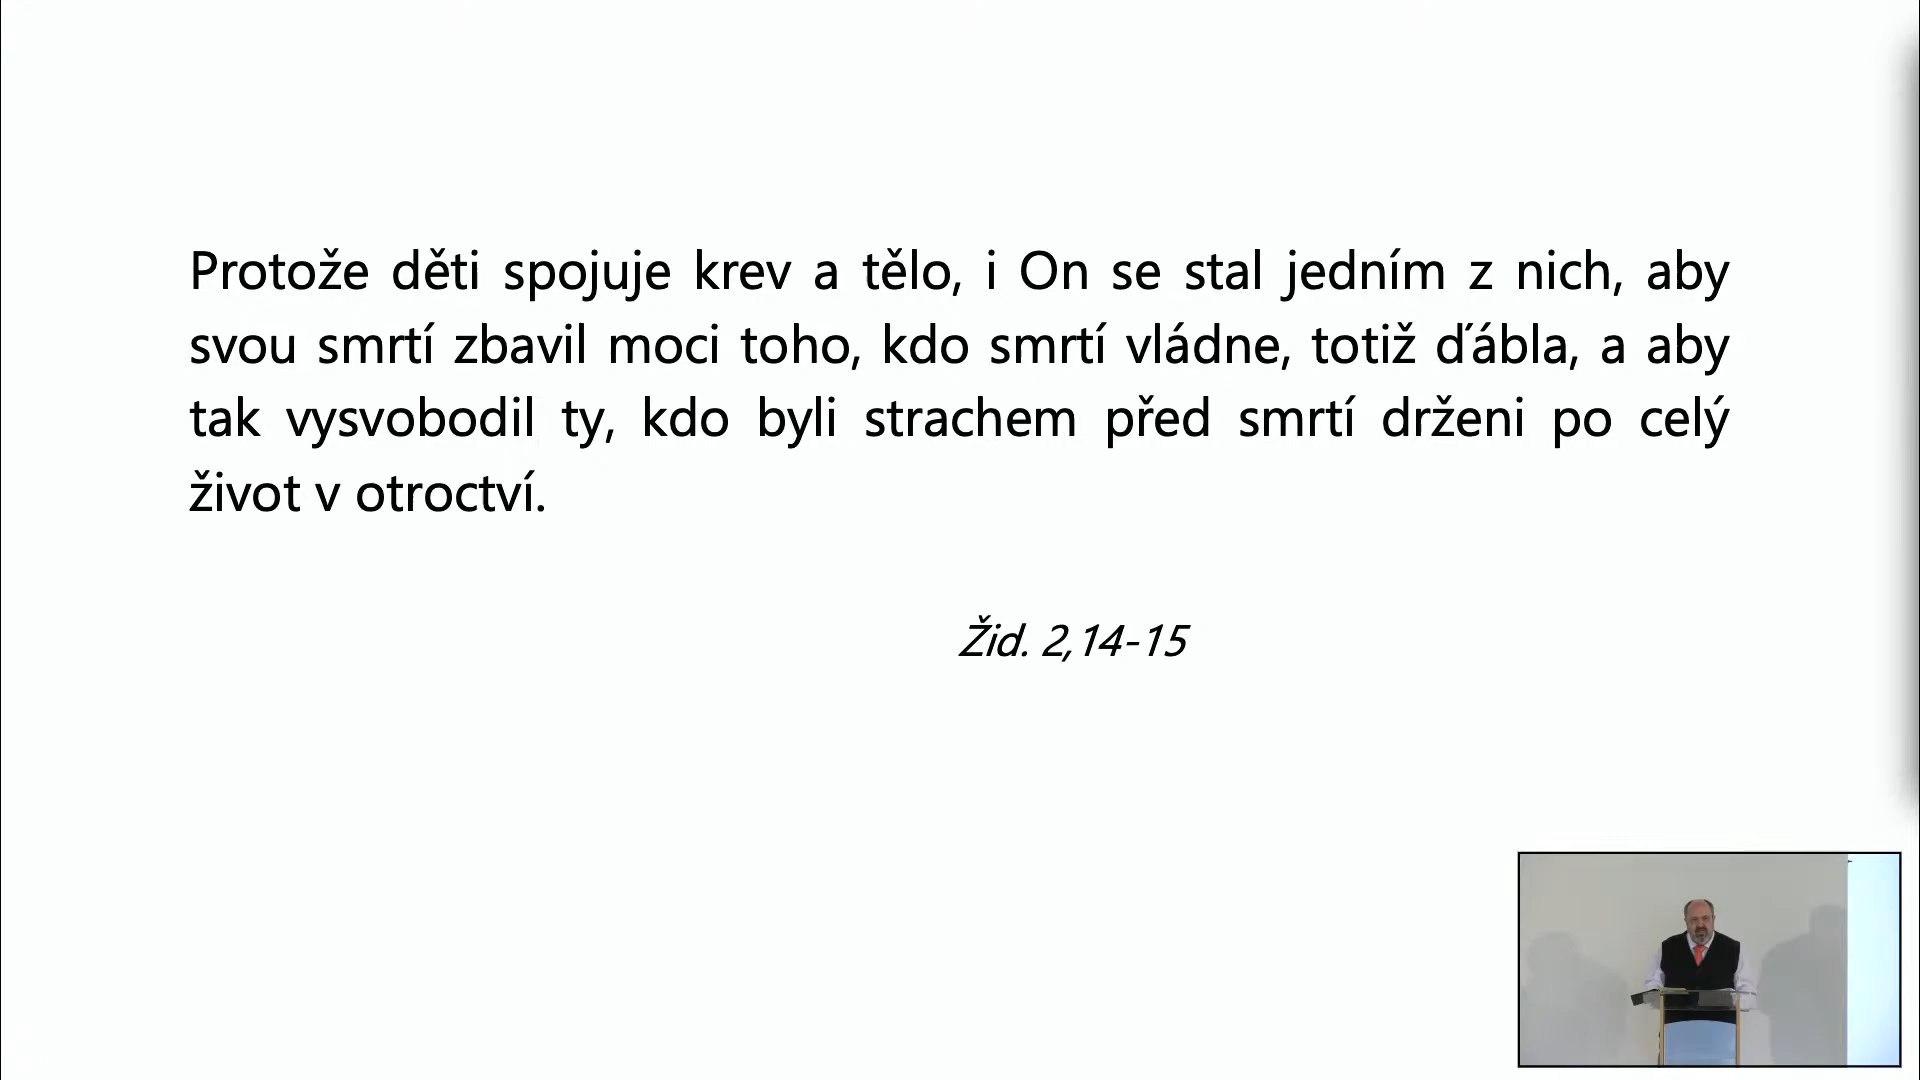 Protože děti spojuje krev a tělo, i On se stal jedním z nich, aby
svou smrtí zbavil moci toho, kdo smrtí vládne, totiž ďábla, a aby
tak vysvobodil ty, kdo byli strachem před smrtí drženi po celý
život v otroctví.
Žid. 2,14-15